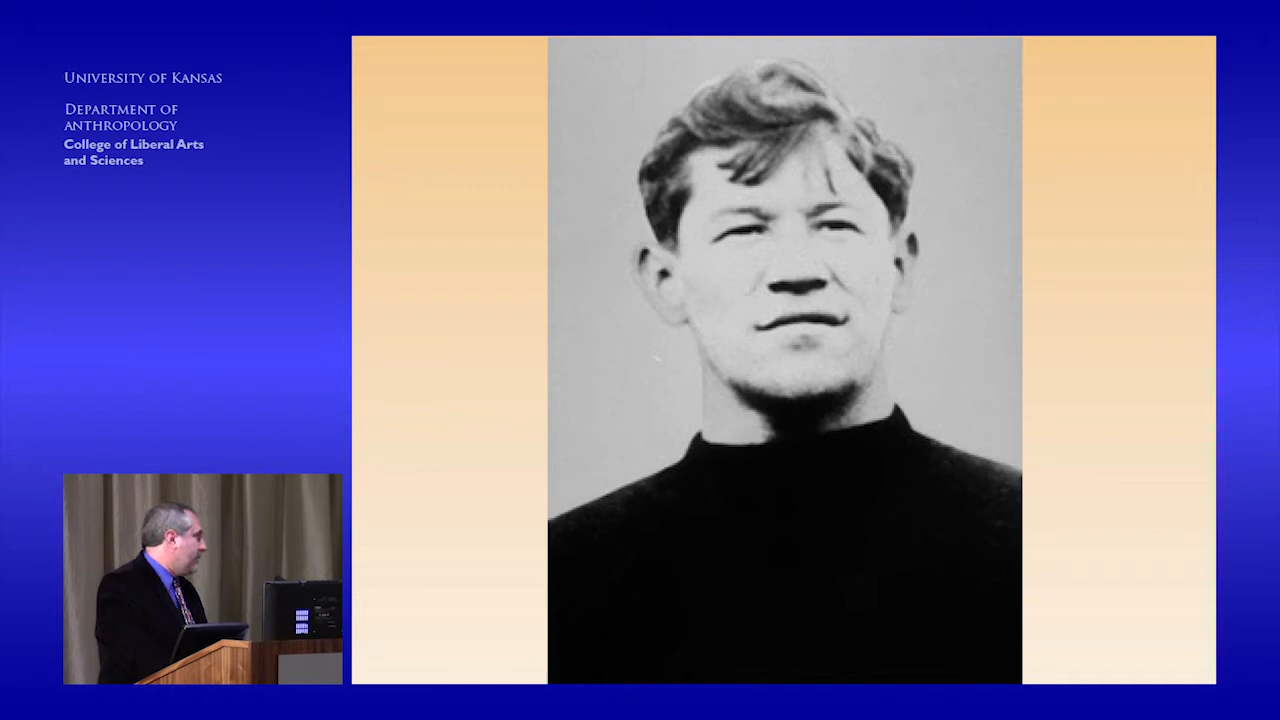 UNIVERSITY OF KANSAS
DEPARTMENT OF
ANTHROPOLOGY
College of Liberal Arts
and Sciences